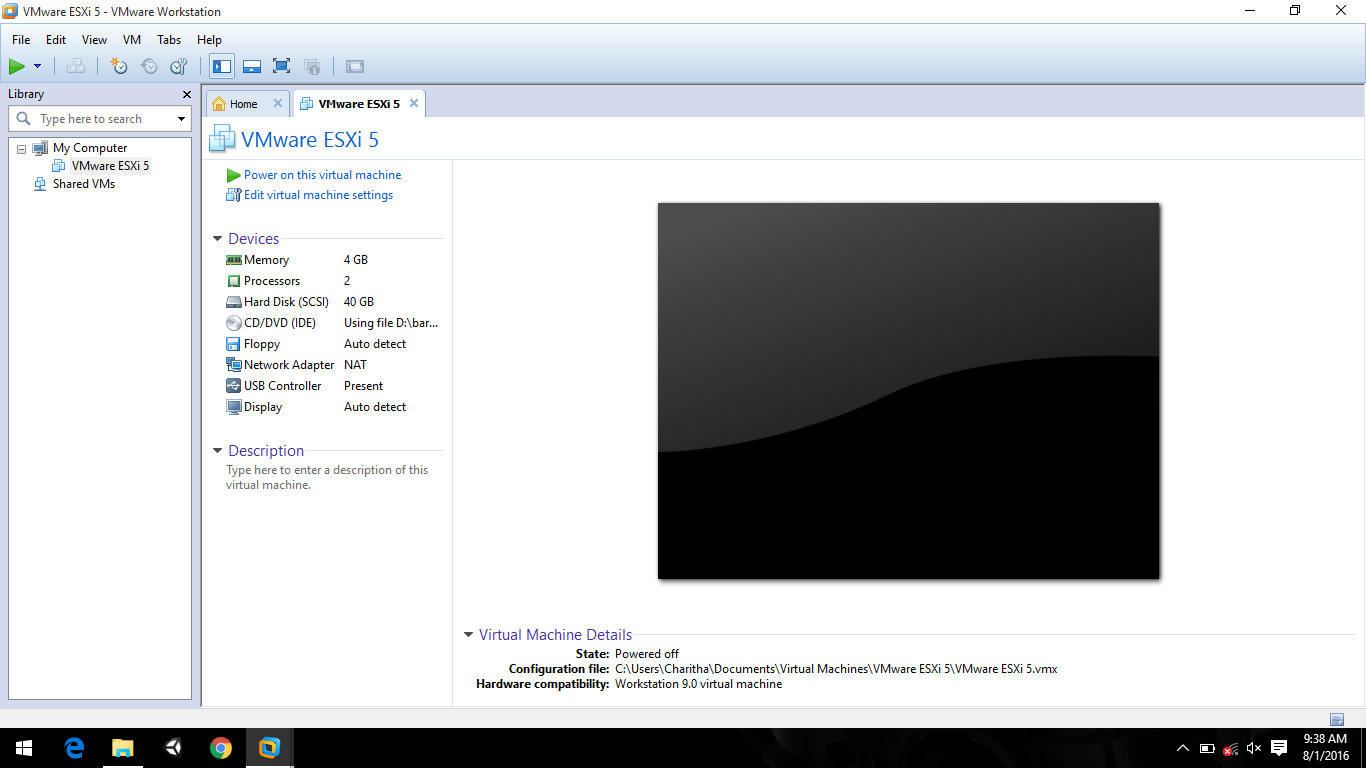 VMware ESXi 5 - VMware Workstation
File Edit View VM Tabs Help
Library
Type here to search
My Computer
VMware ESXi 5
Shared VMs
Home
VMware ESXi 5
VMware ESXi 5
Power on this virtual machine
Edit virtual machine settings
Devices
Memory 4 GB
Processors 2
Hard Disk (SCSI) 40 GB
CD/DVD (IDE) Using file D:\bar...
Floppy Auto detect
Network Adapter NAT
USB Controller Present
Display Auto detect
Description
Type here to enter a description of this
virtual machine.
Virtual Machine Details
State: Powered off
Configuration file: C:\Users\Charitha\Documents\Virtual Machines\VMware ESXi 5\VMware ESXi 5.vmx
Hardware compatibility: Workstation 9.0 virtual machine
9:38 AM
8/1/2016